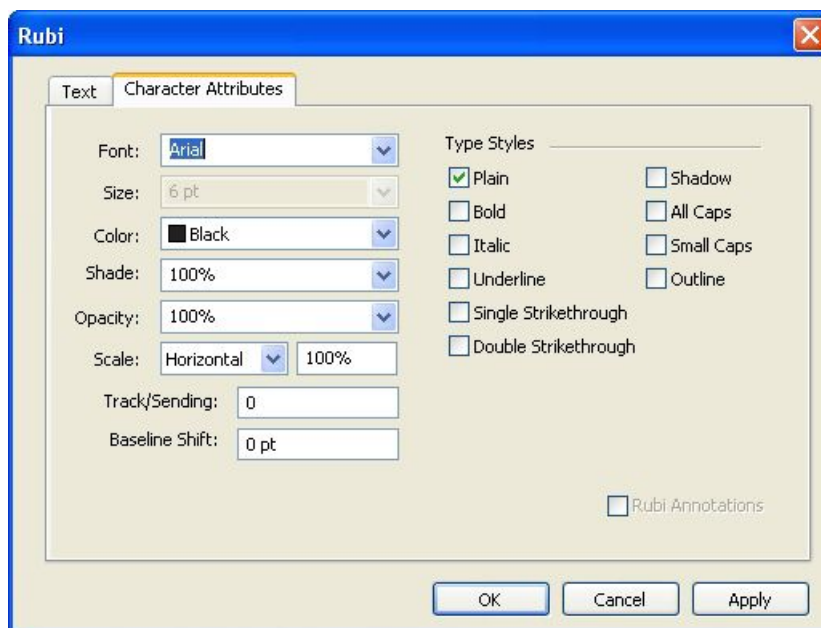 Rubi
Text
Character Attributes
Font: Arial
Size: 6 pt
Color: Black
Shade: 100%
Opacity: 100%
Scale: Horizontal 100%
Track/Sending: 0
Baseline Shift: 0 pt
Type Styles
Plain
Shadow
Bold
All Caps
Italic
Small Caps
Underline
Outline
Single Strikethrough
Double Strikethrough
Rubi Annotations
OK
Cancel
Apply